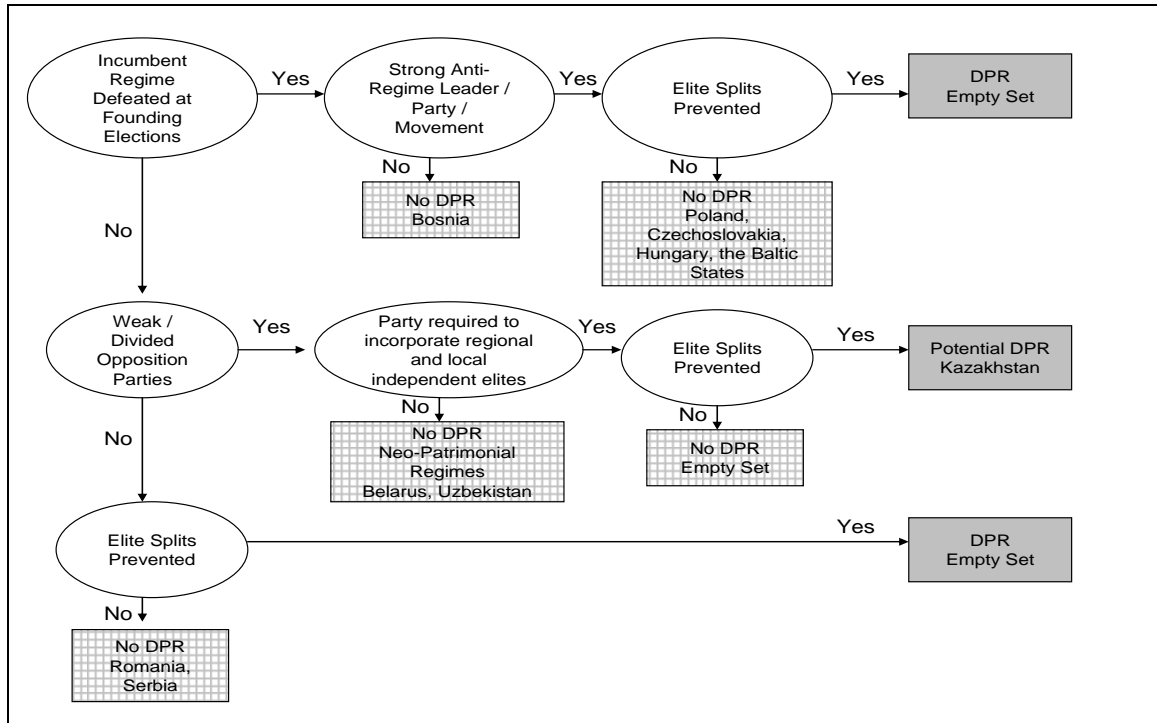 Incumbent
Regime
Defeated at
Founding
Elections
Yes
Strong Anti-
Regime Leader /
Party /
Movement
Yes
Elite Splits
Prevented
Yes
DPR
Empty Set
No
No DPR
Bosnia
No
No DPR
Poland,
Czechoslovakia,
Hungary, the Baltic
States
No
Weak /
Divided
Opposition
Parties
Yes
Party required to
incorporate regional
and local
independent elites
Yes
Elite Splits
Prevented
Yes
Potential DPR
Kazakhstan
No
No DPR
Neo-Patrimonial
Regimes
Belarus, Uzbekistan
No
No DPR
Empty Set
No
Elite Splits
Prevented
Yes
DPR
Empty Set
No
No DPR
Romania,
Serbia